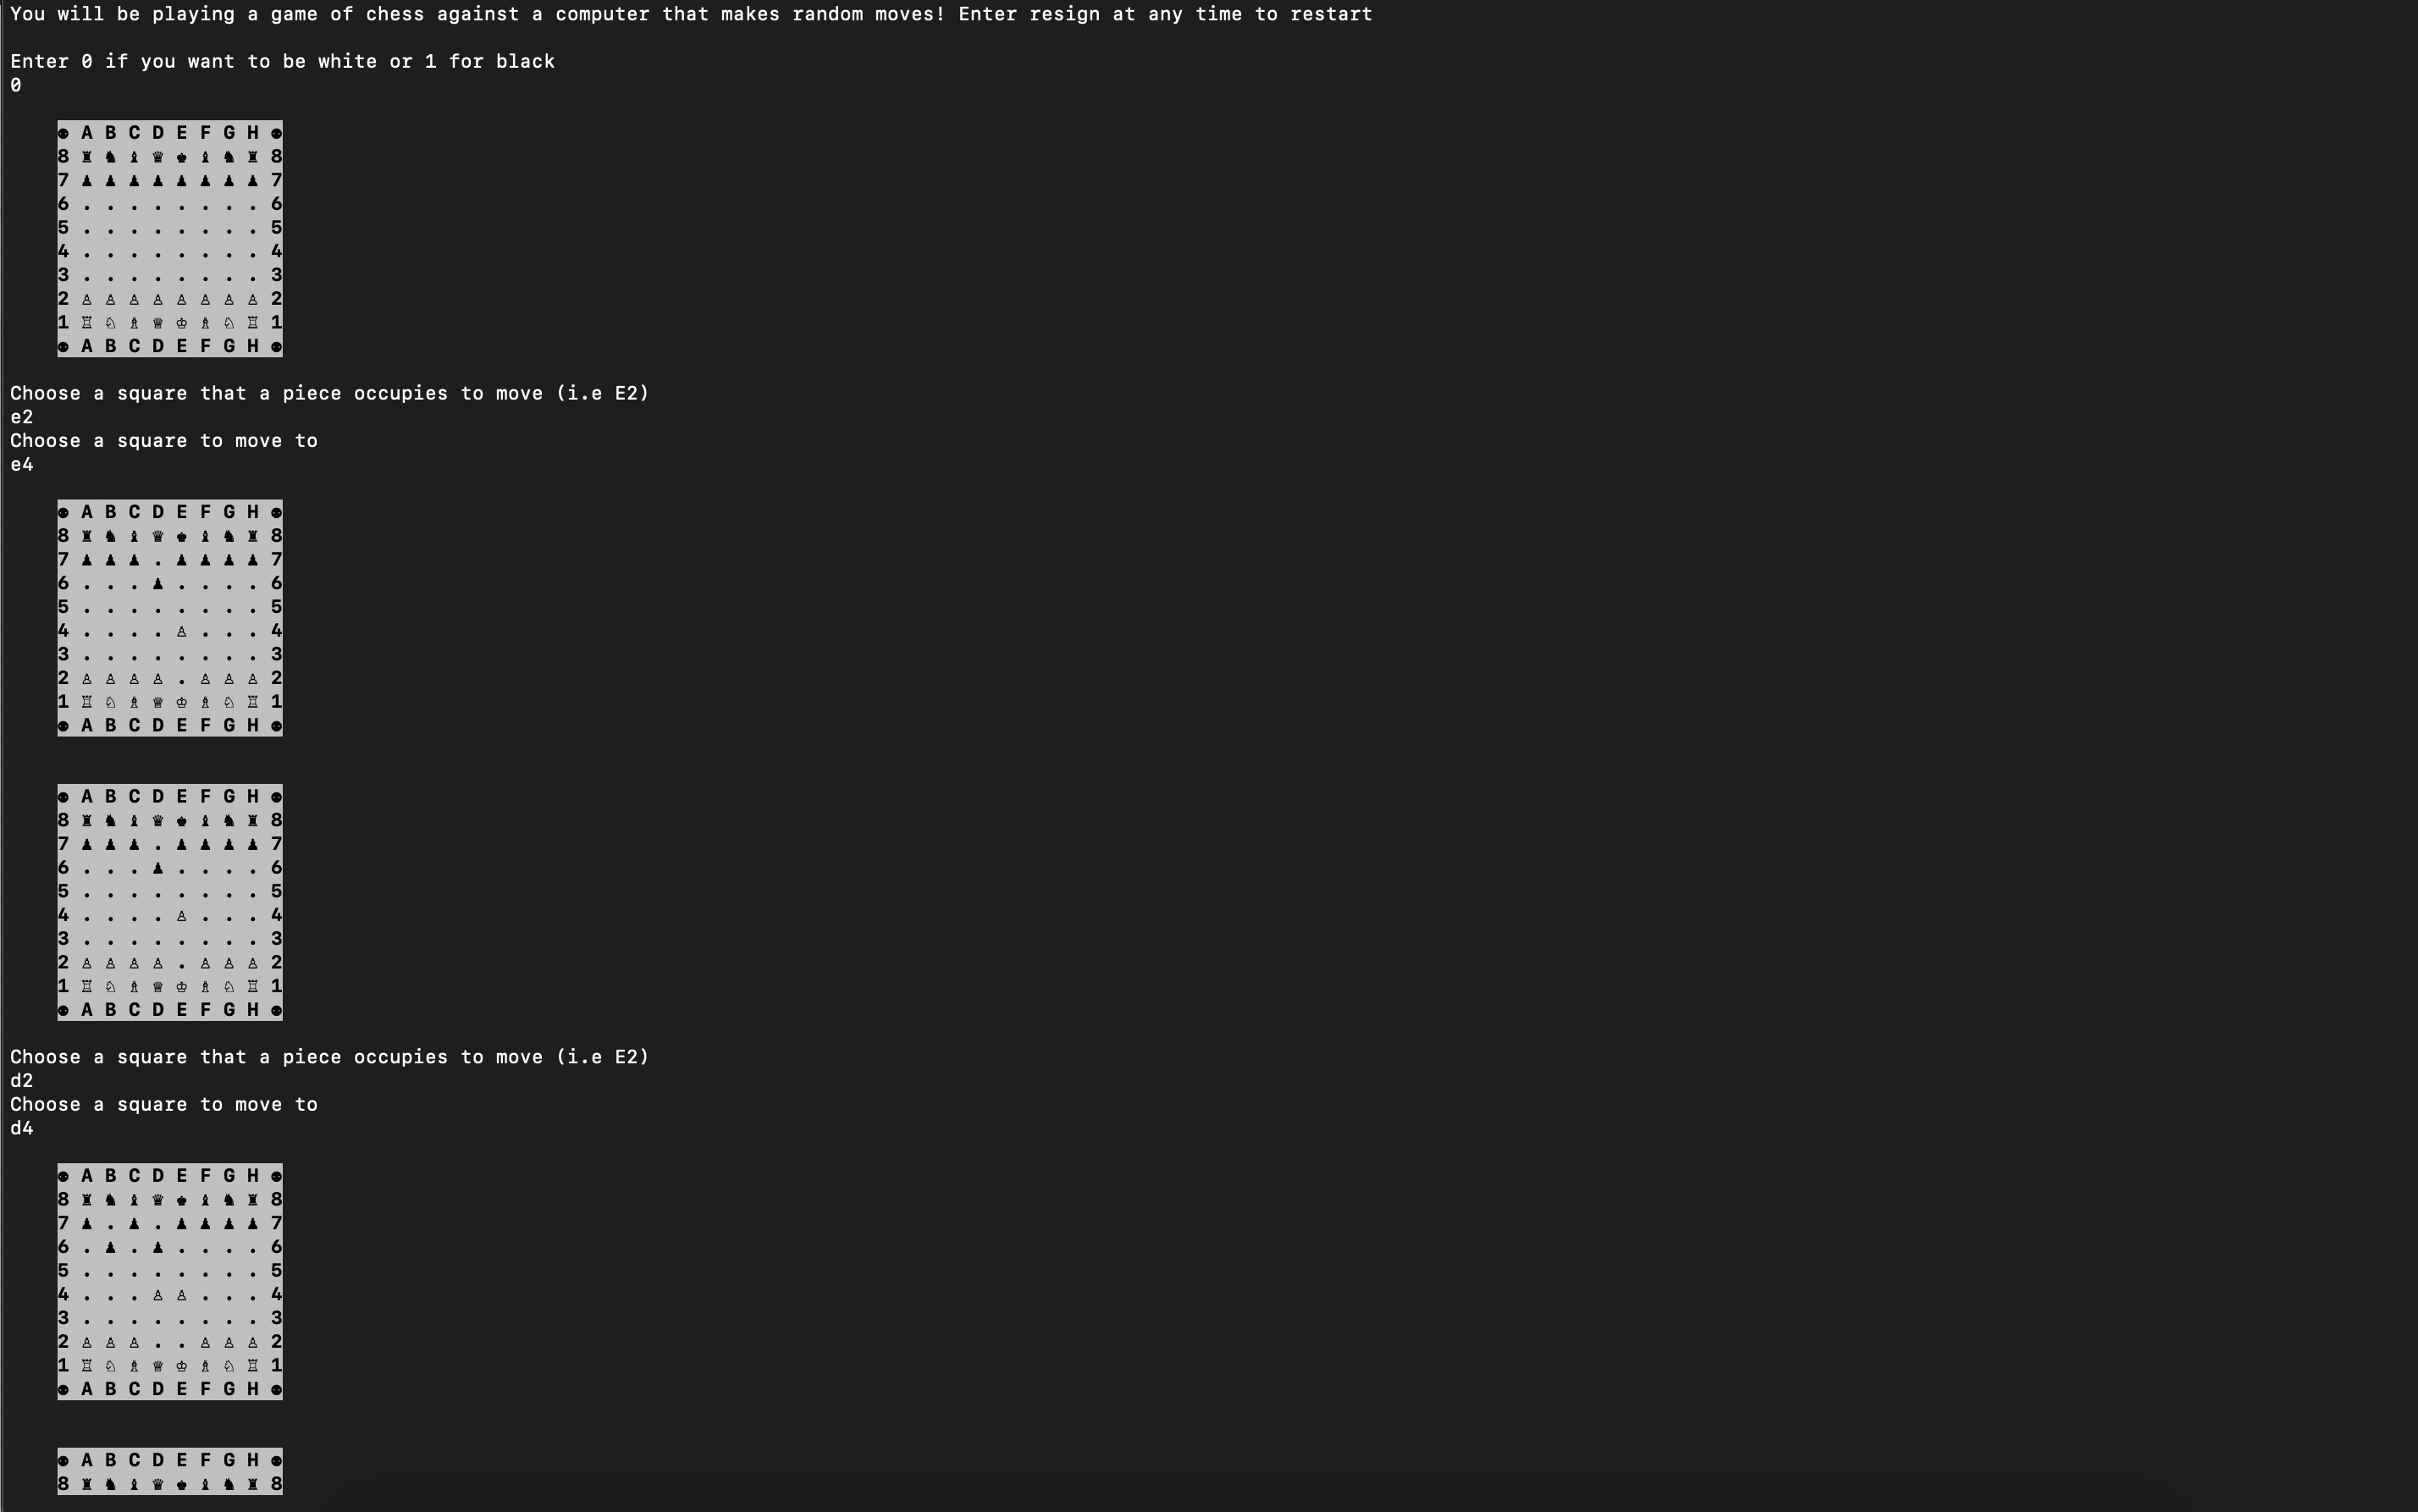 You will be playing a game of chess against a computer that makes random moves! Enter resign at any time to restart
Enter 0 if you want to be white or 1 for black
0
⚉ A B C D E F G H ⚉
8 ♜ ♞ ♝ ♛ ♚ ♝ ♞ ♜ 8
7 ♟ ♟ ♟ ♟ ♟ ♟ ♟ ♟ 7
6 . . . . . . . . 6
5 . . . . . . . . 5
4 . . . . . . . . 4
3 . . . . . . . . 3
2 ♙ ♙ ♙ ♙ ♙ ♙ ♙ ♙ 2
1 ♖ ♘ ♗ ♕ ♔ ♗ ♘ ♖ 1
⚉ A B C D E F G H ⚉
Choose a square that a piece occupies to move (i.e E2)
e2
Choose a square to move to
e4
⚉ A B C D E F G H ⚉
8 ♜ ♞ ♝ ♛ ♚ ♝ ♞ ♜ 8
7 ♟ ♟ ♟ . ♟ ♟ ♟ ♟ 7
6 . . . ♟ . . . . 6
5 . . . . . . . . 5
4 . . . . ♙ . . . 4
3 . . . . . . . . 3
2 ♙ ♙ ♙ ♙ . ♙ ♙ ♙ 2
1 ♖ ♘ ♗ ♕ ♔ ♗ ♘ ♖ 1
⚉ A B C D E F G H ⚉
⚉ A B C D E F G H ⚉
8 ♜ ♞ ♝ ♛ ♚ ♝ ♞ ♜ 8
7 ♟ ♟ ♟ . ♟ ♟ ♟ ♟ 7
6 . . . ♟ . . . . 6
5 . . . . . . . . 5
4 . . . . ♙ . . . 4
3 . . . . . . . . 3
2 ♙ ♙ ♙ ♙ . ♙ ♙ ♙ 2
1 ♖ ♘ ♗ ♕ ♔ ♗ ♘ ♖ 1
⚉ A B C D E F G H ⚉
Choose a square that a piece occupies to move (i.e E2)
d2
Choose a square to move to
d4
⚉ A B C D E F G H ⚉
8 ♜ ♞ ♝ ♛ ♚ ♝ ♞ ♜ 8
7 ♟ . ♟ . ♟ ♟ ♟ ♟ 7
6 . ♟ . ♟ . . . . 6
5 . . . . . . . . 5
4 . . . ♙ ♙ . . . 4
3 . . . . . . . . 3
2 ♙ ♙ ♙ . . ♙ ♙ ♙ 2
1 ♖ ♘ ♗ ♕ ♔ ♗ ♘ ♖ 1
⚉ A B C D E F G H ⚉
⚉ A B C D E F G H ⚉
8 ♜ ♞ ♝ ♛ ♚ ♝ ♞ ♜ 8